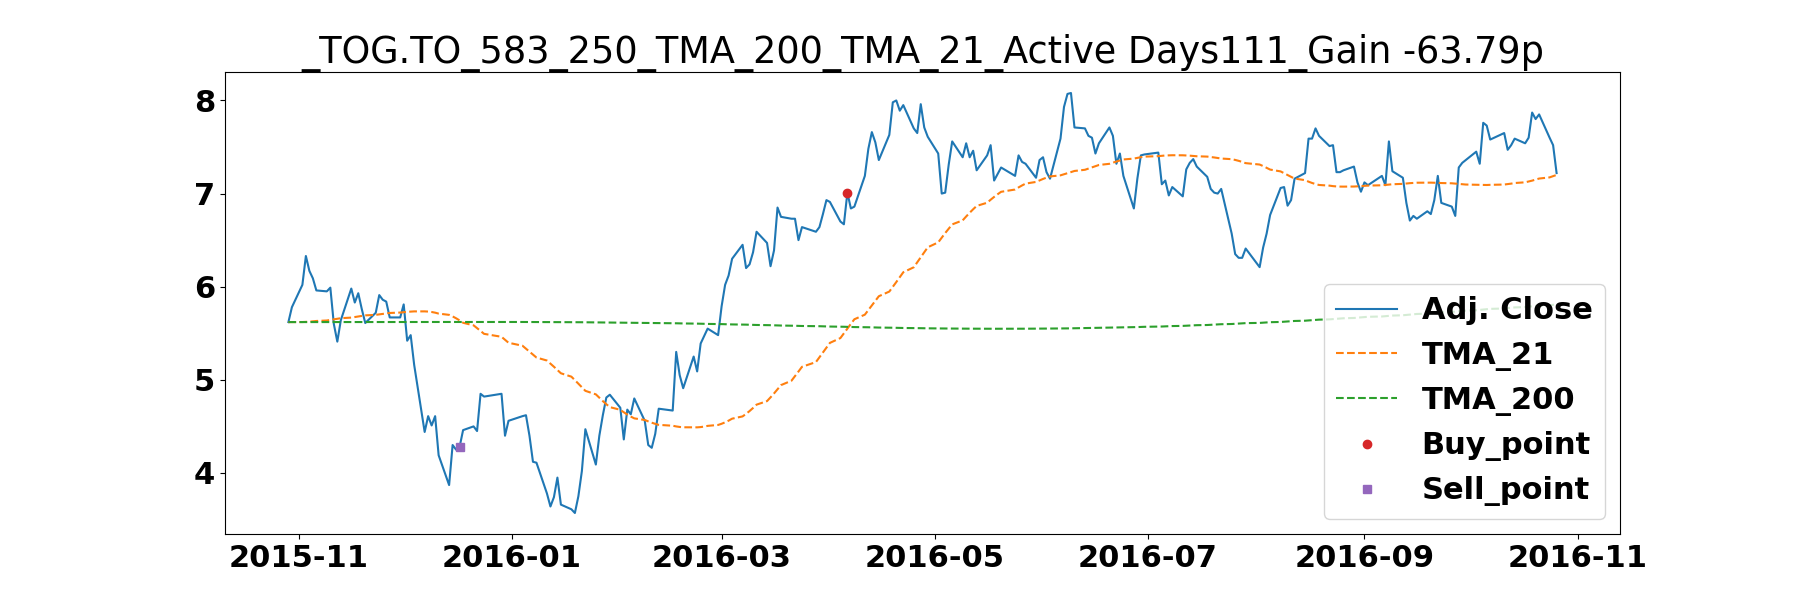 _TOG.TO_583_250_TMA_200_TMA_21_Active Days111_Gain -63.79p
8
7
6
5
4
Adj. Close
TMA_21
TMA_200
Buy_point
Sell_point
2015-11 2016-01 2016-03 2016-05 2016-07 2016-09 2016-11